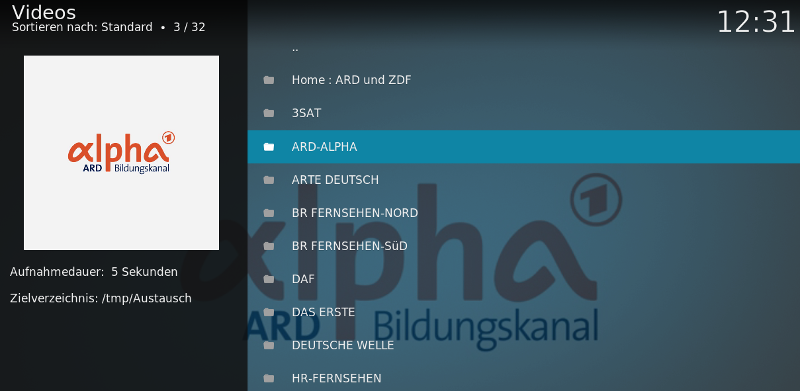 Videos
Sortieren nach: Standard • 3 / 32
12:31
alpha
ARD Bildungskanal
Aufnahmedauer: 5 Sekunden
Zielverzeichnis: /tmp/Austausch
..
Home : ARD und ZDF
3SAT
ARD-ALPHA
ARTE DEUTSCH
BR FERNSEHEN-NORD
BR FERNSEHEN-SüD
DAF
DAS ERSTE
DEUTSCHE WELLE
HR-FERNSEHEN
alpha
ARD Bildungskanal